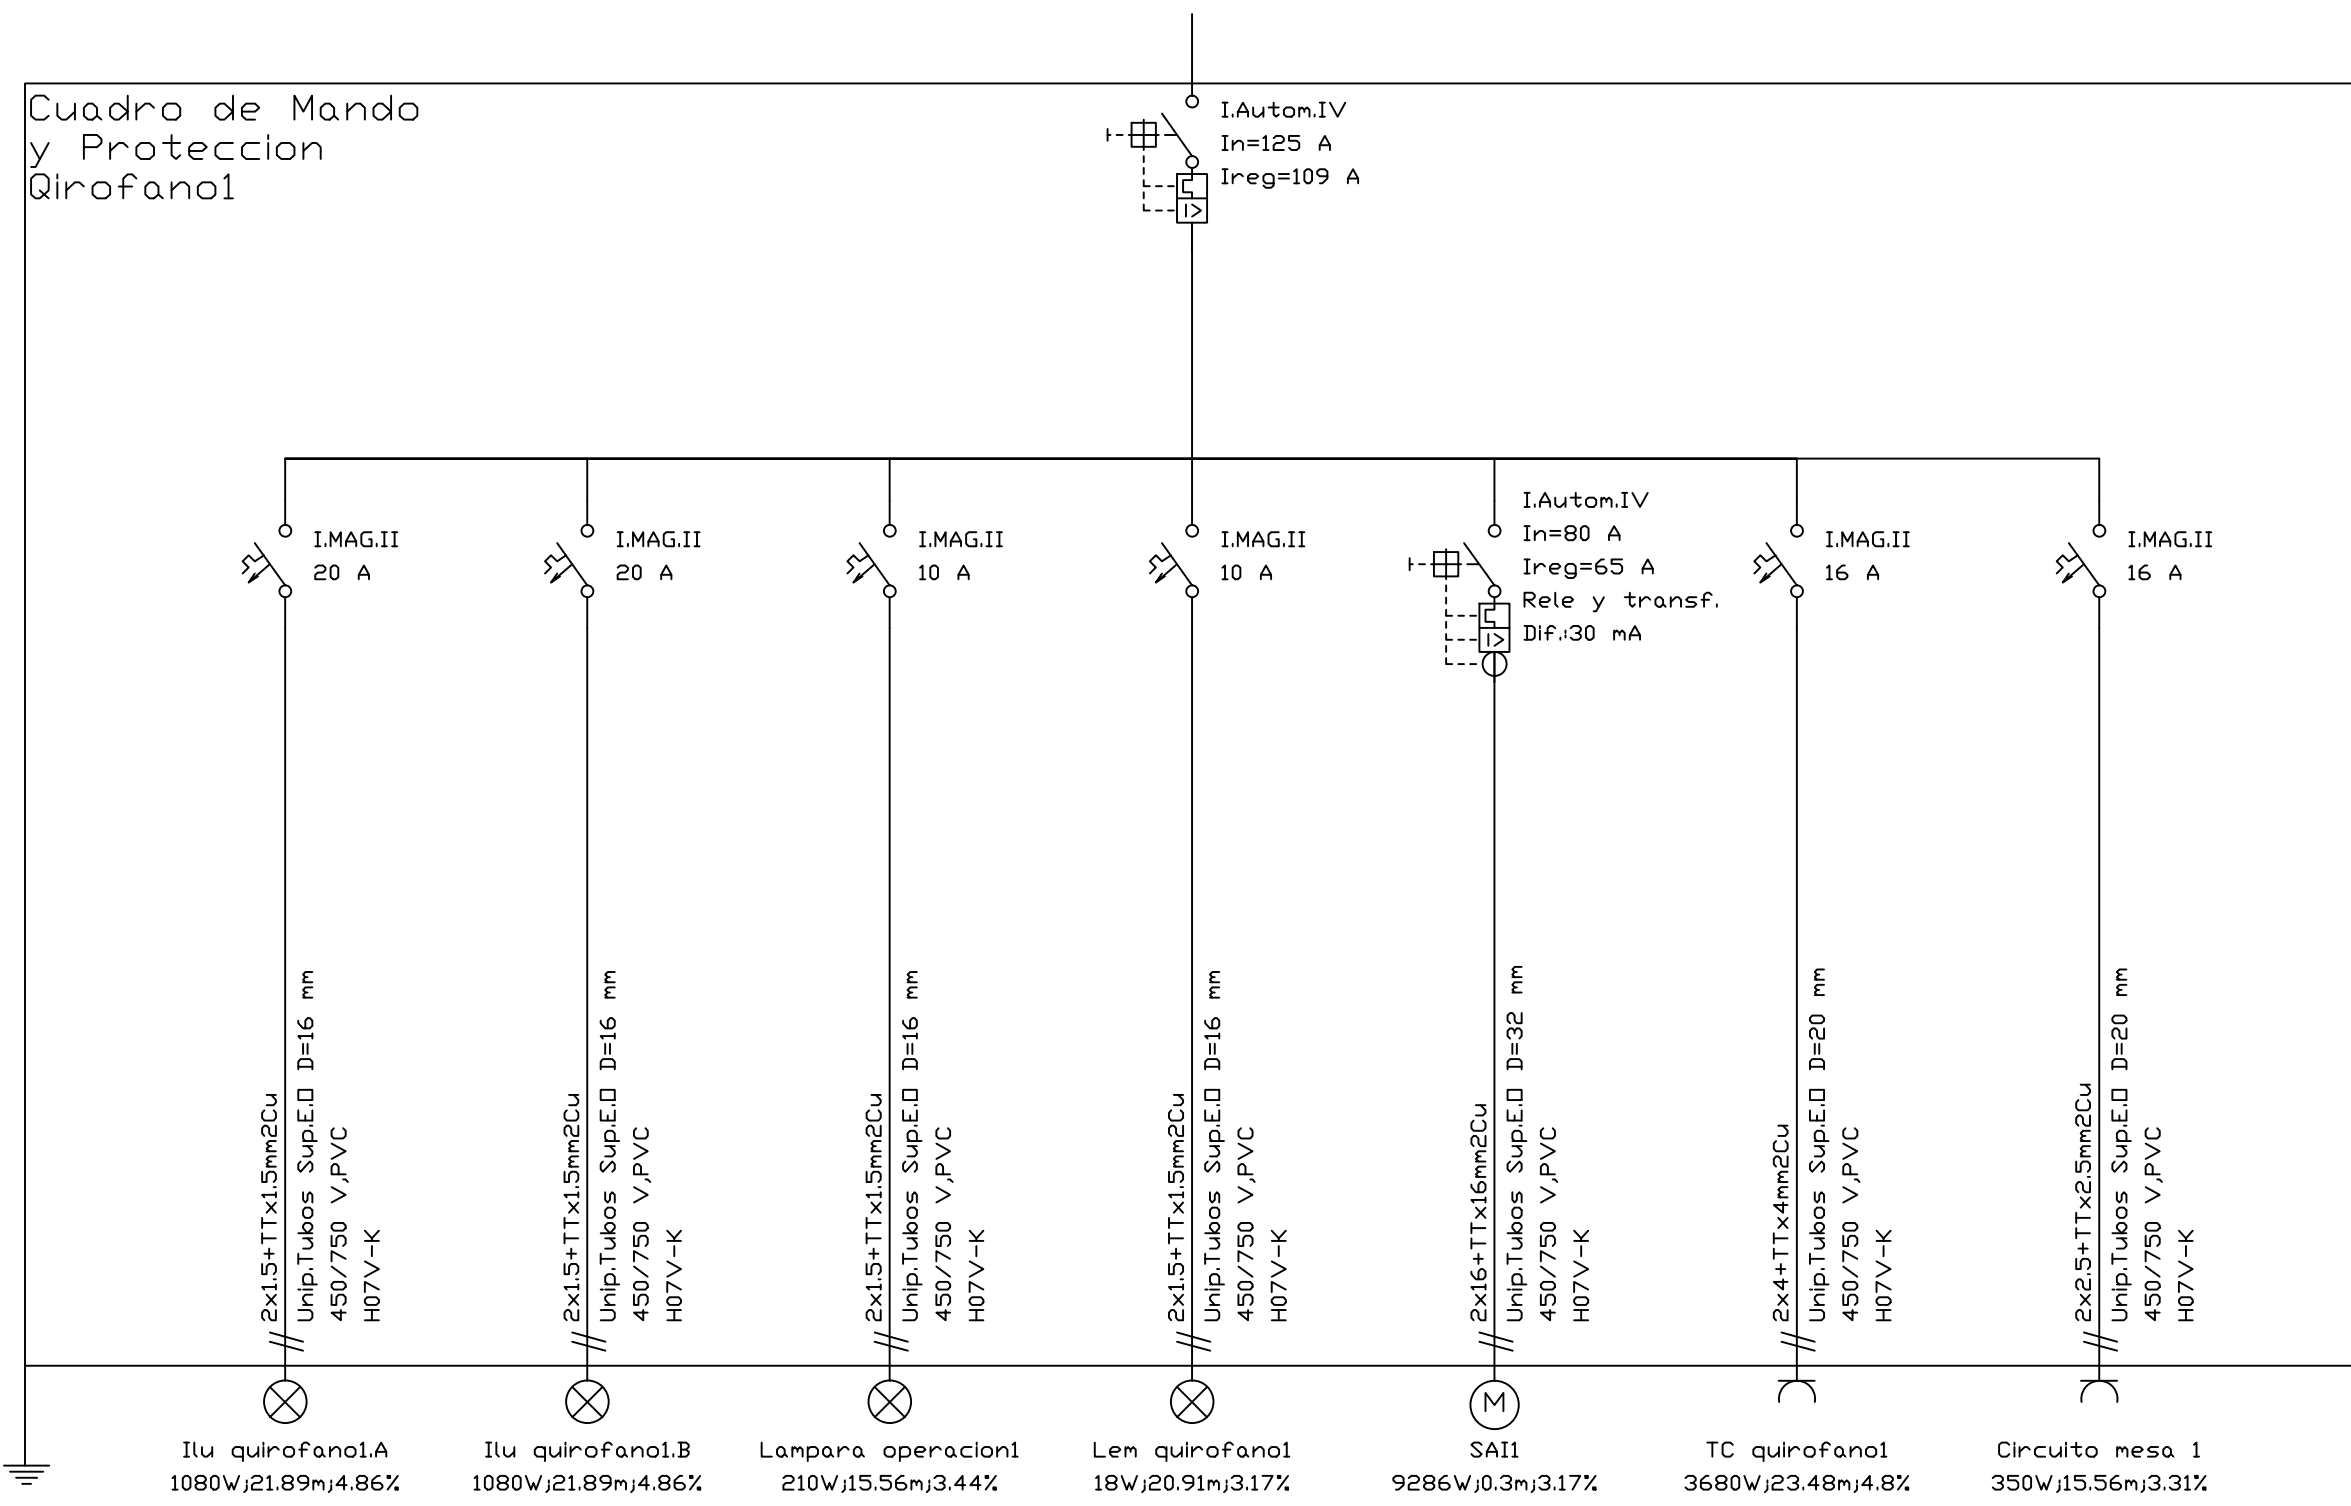 Cuadro de Mando
y Proteccion
Qirofano1
I.Autom.IV
In=125 A
Ireg=109 A
I.MAG.II
20 A
I.MAG.II
20 A
I.MAG.II
10 A
I.MAG.II
10 A
I.Autom.IV
In=80 A
Ireg=65 A
Rele y transf.
Dif.:30 mA
I.MAG.II
16 A
I.MAG.II
16 A
2x1.5+TTx1.5mm2Cu
Unip.Tubos Sup.E.□ D=16 mm
450/750 V,PVC
H07V-K
2x1.5+TTx1.5mm2Cu
Unip.Tubos Sup.E.□ D=16 mm
450/750 V,PVC
H07V-K
2x1.5+TTx1.5mm2Cu
Unip.Tubos Sup.E.□ D=16 mm
450/750 V,PVC
H07V-K
2x1.5+TTx1.5mm2Cu
Unip.Tubos Sup.E.□ D=16 mm
450/750 V,PVC
H07V-K
2x16+TTx16mm2Cu
Unip.Tubos Sup.E.□ D=32 mm
450/750 V,PVC
H07V-K
2x4+TTx4mm2Cu
Unip.Tubos Sup.E.□ D=20 mm
450/750 V,PVC
H07V-K
2x2.5+TTx2.5mm2Cu
Unip.Tubos Sup.E.□ D=20 mm
450/750 V,PVC
H07V-K
M
Ilu quirofano1.A
1080W;21.89m;4.86%
Ilu quirofano1.B
1080W;21.89m;4.86%
Lampara operacion1
210W;15.56m;3.44%
Lem quirofano1
18W;20.91m;3.17%
SAI1
9286W;0.3m;3.17%
TC quirofano1
3680W;23.48m;4.8%
Circuito mesa 1
350W;15.56m;3.31%